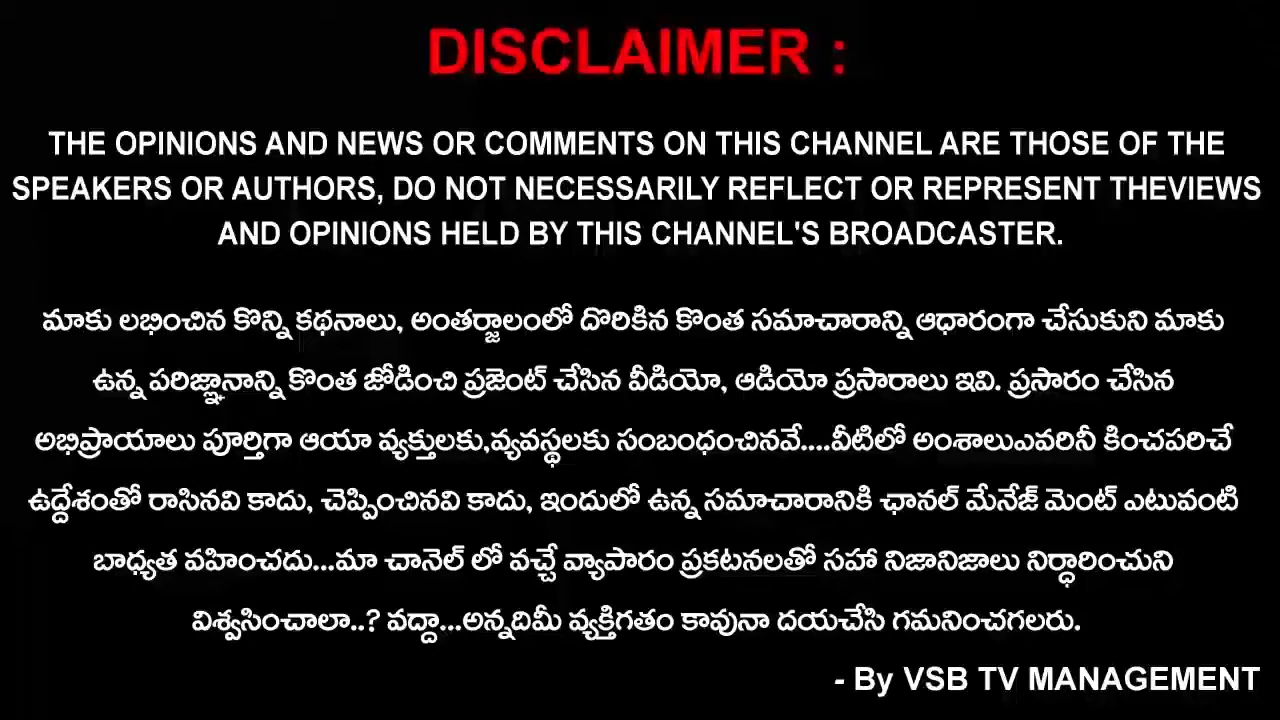 DISCLAIMER :
THE OPINIONS AND NEWS OR COMMENTS ON THIS CHANNEL ARE THOSE OF THE
SPEAKERS OR AUTHORS, DO NOT NECESSARILY REFLECT OR REPRESENT THEVIEWS
AND OPINIONS HELD BY THIS CHANNEL'S BROADCASTER.
మాకు లభించిన కొన్ని కథనాలు, అంతర్జాలంలో దొరికిన కొంత సమాచారాన్ని ఆధారంగా చేసుకుని మాకు
ఉన్న పరిజ్ఞానాన్ని కొంత జోడించి ప్రజెంట్ చేసిన వీడియో, ఆడియో ప్రసారాలు ఇవి. ప్రసారం చేసిన
అభిప్రాయాలు పూర్తిగా ఆయా వ్యక్తులకు,వ్యవస్థలకు సంబంధించినవే....వీటిలో అంశాలుఎవరినీ కించపరిచే
ఉద్దేశంతో రాసినవి కాదు, చెప్పించినవి కాదు, ఇందులో ఉన్న సమాచారానికి ఛానల్ మేనేజ్ మెంట్ ఎటువంటి
బాధ్యత వహించదు...మా చానెల్ లో వచ్చే వ్యాపారం ప్రకటనలతో సహా నిజానిజాలు నిర్ధారించుని
విశ్వసించాలా..? వద్దా...అన్నదిమీ వ్యక్తిగతం కావునా దయచేసి గమనించగలరు.
- By VSB TV MANAGEMENT